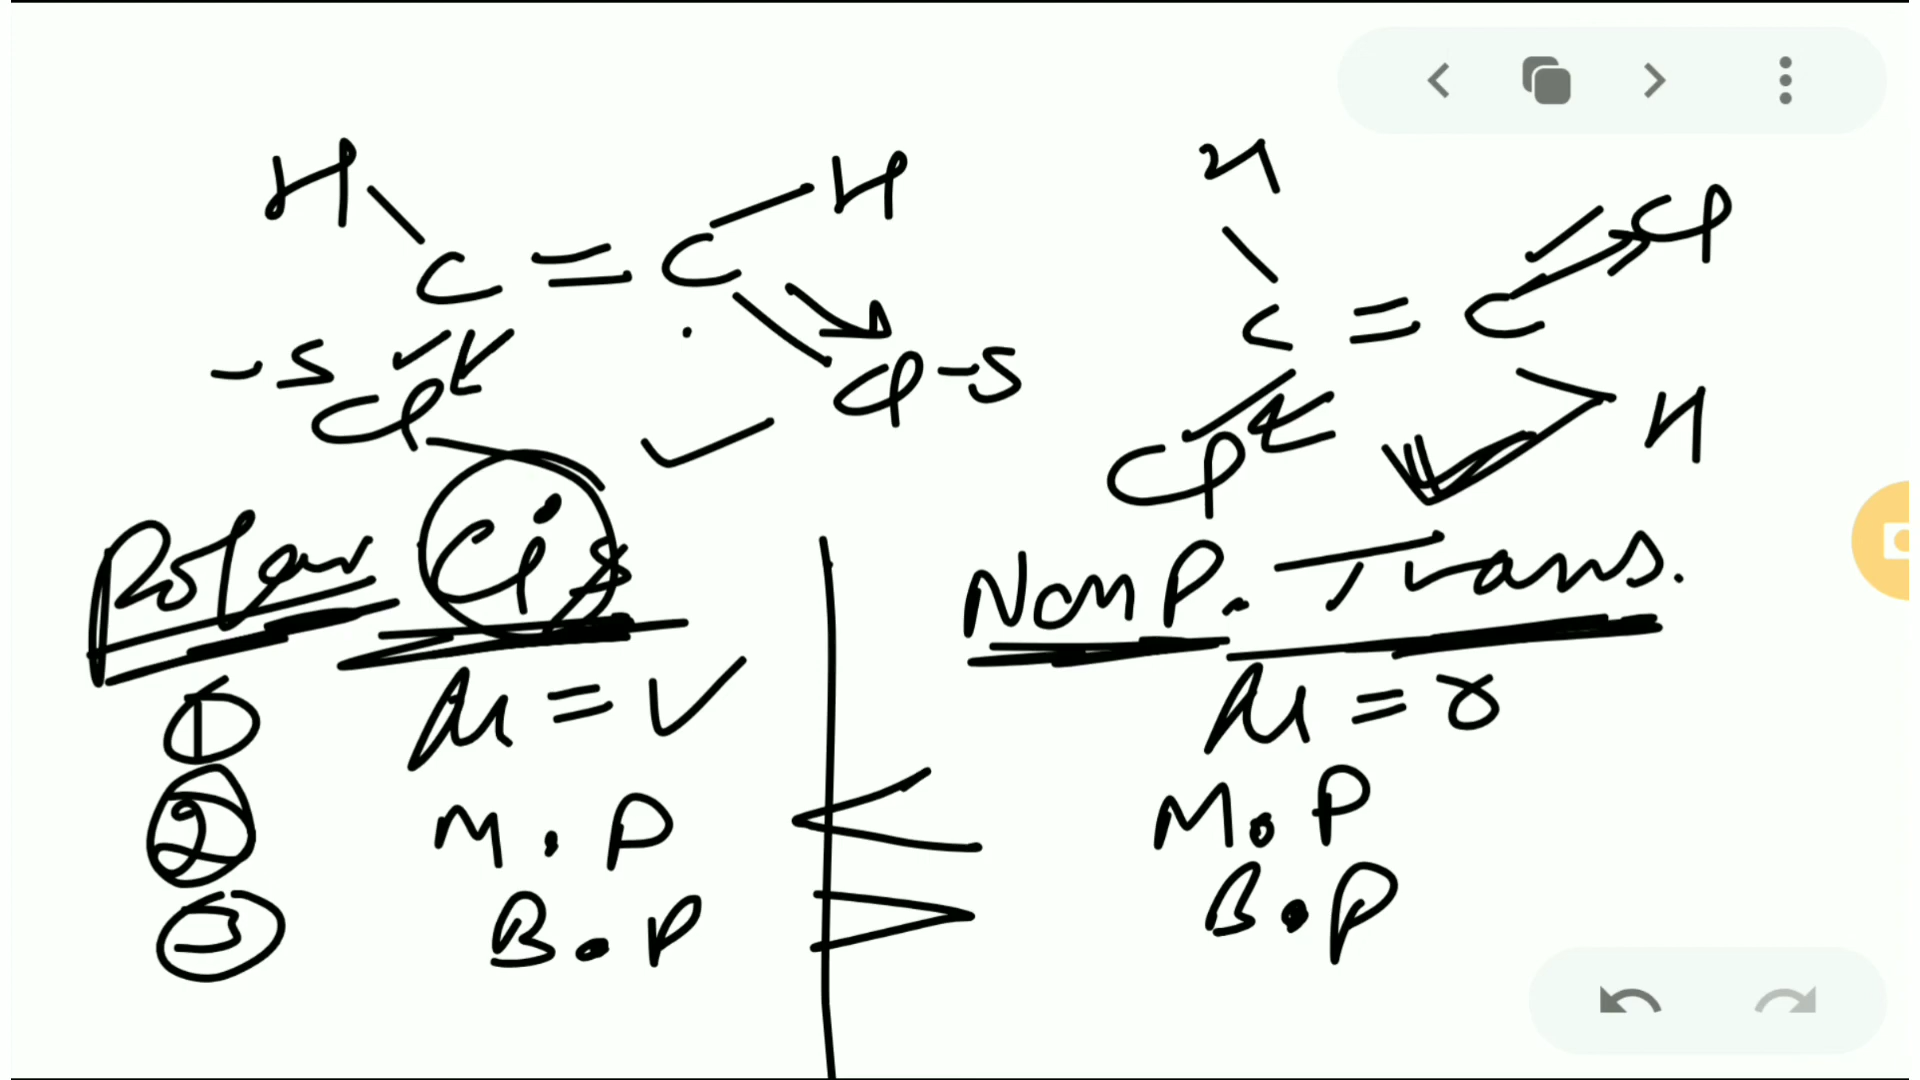 H H
C = C
-s Cl Cl -s
H Cl
C = C
Cl H
Polar Cis
Non P. Trans.
① μ = ✓
μ = 0
② M.P < M.P
③ B.P > B.P